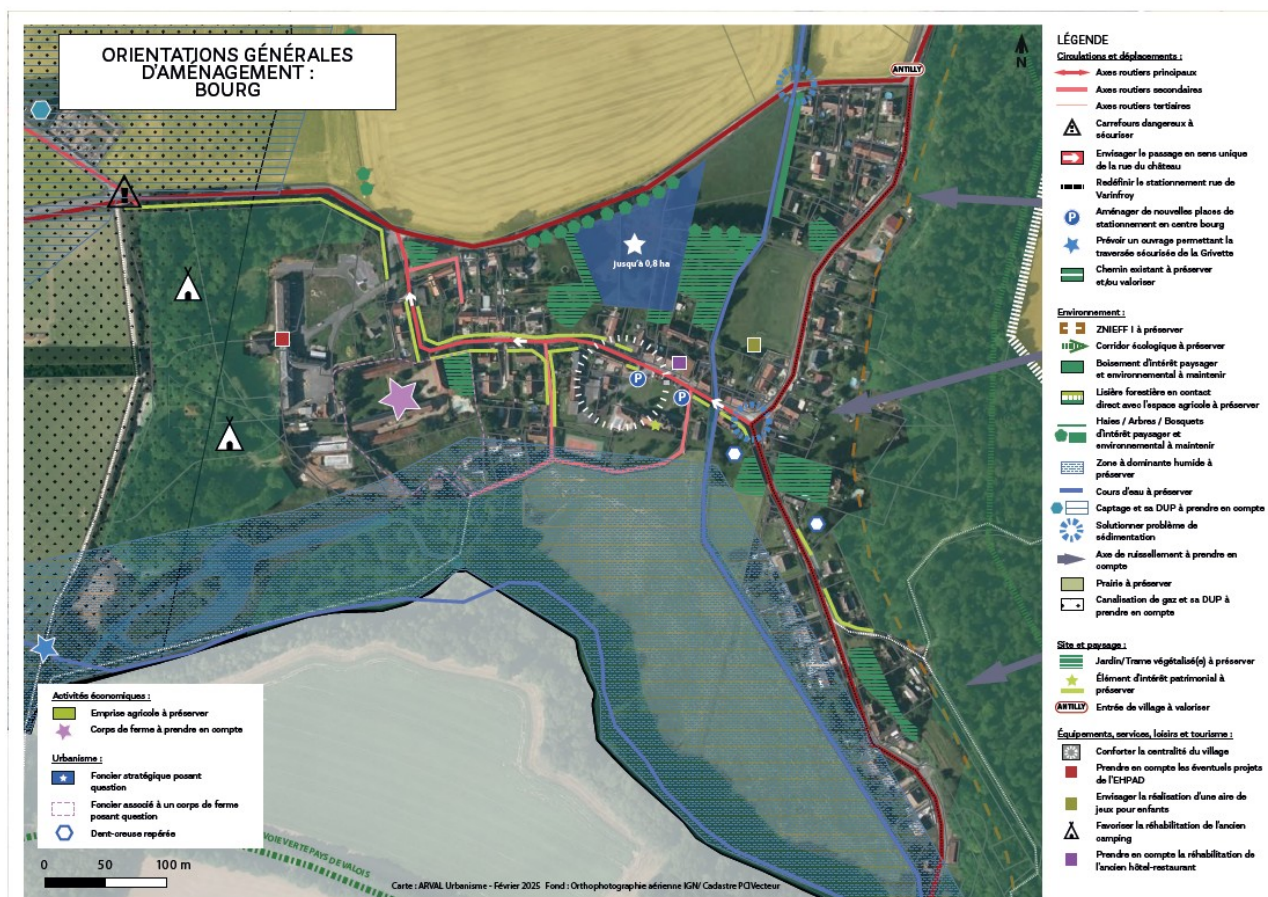 ORIENTATIONS GÉNÉRALES
D'AMÉNAGEMENT :
BOURG
ANTILLY
N
jusqu'à 0,8 ha
P
P
VOIE VERTE PAYS DE VALOIS
Activités économiques :
Emprise agricole à préserver
Corps de ferme à prendre en compte
Urbanisme :
Foncier stratégique posant
question
Foncier associé à un corps de ferme
posant question
Dent-creuse repérée
0 50 100 m
Carte : ARVAL Urbanisme - Février 2025 Fond : Orthophotographie aérienne IGN/ Cadastre PCIVecteur
LÉGENDE
Circulations et déplacements :
Axes routiers principaux
Axes routiers secondaires
Axes routiers tertiaires
Carrefours dangereux à
sécuriser
Envisager le passage en sens unique
de la rue du château
Redéfinir le stationnement rue de
Varinfroy
P
Aménager de nouvelles places de
stationnement en centre bourg
Prévoir un ouvrage permettant la
traversée sécurisée de la Grivette
Chemin existant à préserver
et/ou valoriser
Environnement :
ZNIEFF I à préserver
Corridor écologique à préserver
Boisement d'intérêt paysager
et environnemental à maintenir
Lisière forestière en contact
direct avec l'espace agricole à préserver
Haies / Arbres / Bosquets
d'intérêt paysager et
environnemental à maintenir
Zone à dominante humide à
préserver
Cours d'eau à préserver
Captage et sa DUP à prendre en compte
Solutionner problème de
sédimentation
Axe de ruissellement à prendre en
compte
Prairie à préserver
Canalisation de gaz et sa DUP à
prendre en compte
Site et paysage :
Jardin/Trame végétalisé(e) à préserver
Élément d'intérêt patrimonial à
préserver
ANTILLY
Entrée de village à valoriser
Équipements, services, loisirs et tourisme :
Conforter la centralité du village
Prendre en compte les éventuels projets
de l'EHPAD
Envisager la réalisation d'une aire de
jeux pour enfants
Favoriser la réhabilitation de l'ancien
camping
Prendre en compte la réhabilitation de
l'ancien hôtel-restaurant